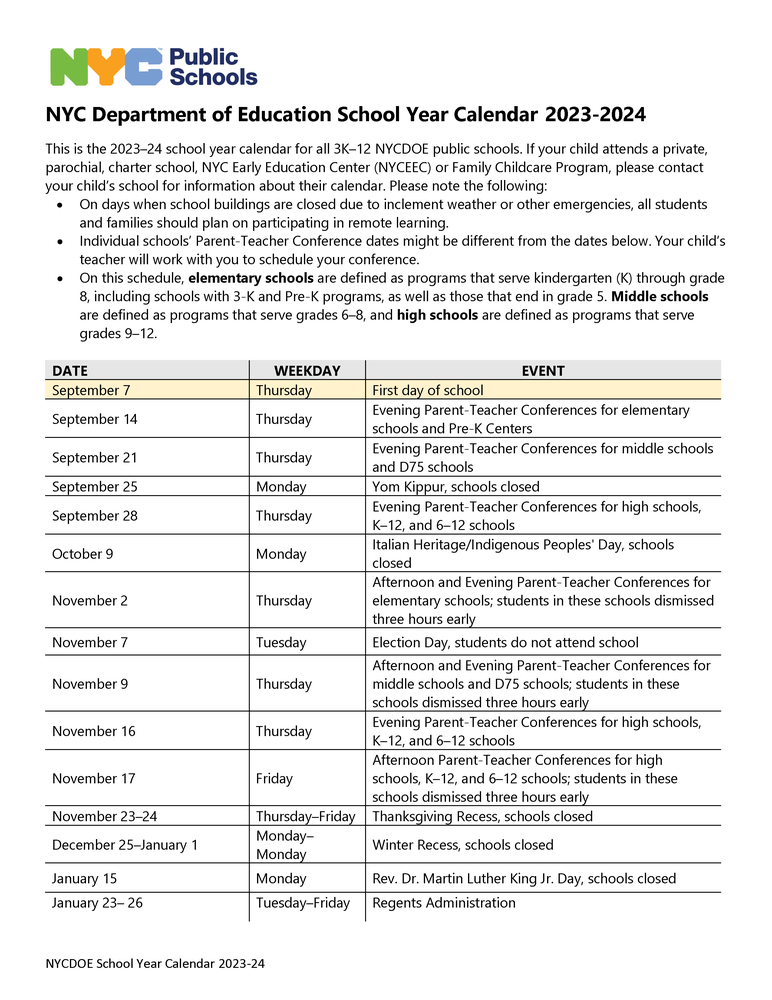 NYC Public
Schools
NYC Department of Education School Year Calendar 2023-2024
This is the 2023–24 school year calendar for all 3K–12 NYCDOE public schools. If your child attends a private,
parochial, charter school, NYC Early Education Center (NYCEEC) or Family Childcare Program, please contact
your child's school for information about their calendar. Please note the following:
• On days when school buildings are closed due to inclement weather or other emergencies, all students
and families should plan on participating in remote learning.
• Individual schools' Parent-Teacher Conference dates might be different from the dates below. Your child's
teacher will work with you to schedule your conference.
• On this schedule, elementary schools are defined as programs that serve kindergarten (K) through grade
8, including schools with 3-K and Pre-K programs, as well as those that end in grade 5. Middle schools
are defined as programs that serve grades 6–8, and high schools are defined as programs that serve
grades 9–12.
DATE WEEKDAY EVENT
September 7 Thursday First day of school
September 14 Thursday Evening Parent-Teacher Conferences for elementary
schools and Pre-K Centers
September 21 Thursday Evening Parent-Teacher Conferences for middle schools
and D75 schools
September 25 Monday Yom Kippur, schools closed
September 28 Thursday Evening Parent-Teacher Conferences for high schools,
K–12, and 6–12 schools
October 9 Monday Italian Heritage/Indigenous Peoples' Day, schools
closed
November 2 Thursday Afternoon and Evening Parent-Teacher Conferences for
elementary schools; students in these schools dismissed
three hours early
November 7 Tuesday Election Day, students do not attend school
November 9 Thursday Afternoon and Evening Parent-Teacher Conferences for
middle schools and D75 schools; students in these
schools dismissed three hours early
November 16 Thursday Evening Parent-Teacher Conferences for high schools,
K–12, and 6–12 schools
November 17 Friday Afternoon Parent-Teacher Conferences for high
schools, K–12, and 6–12 schools; students in these
schools dismissed three hours early
November 23–24 Thursday–Friday Thanksgiving Recess, schools closed
December 25–January 1 Monday–
Monday Winter Recess, schools closed
January 15 Monday Rev. Dr. Martin Luther King Jr. Day, schools closed
January 23– 26 Tuesday–Friday Regents Administration
NYCDOE School Year Calendar 2023-24